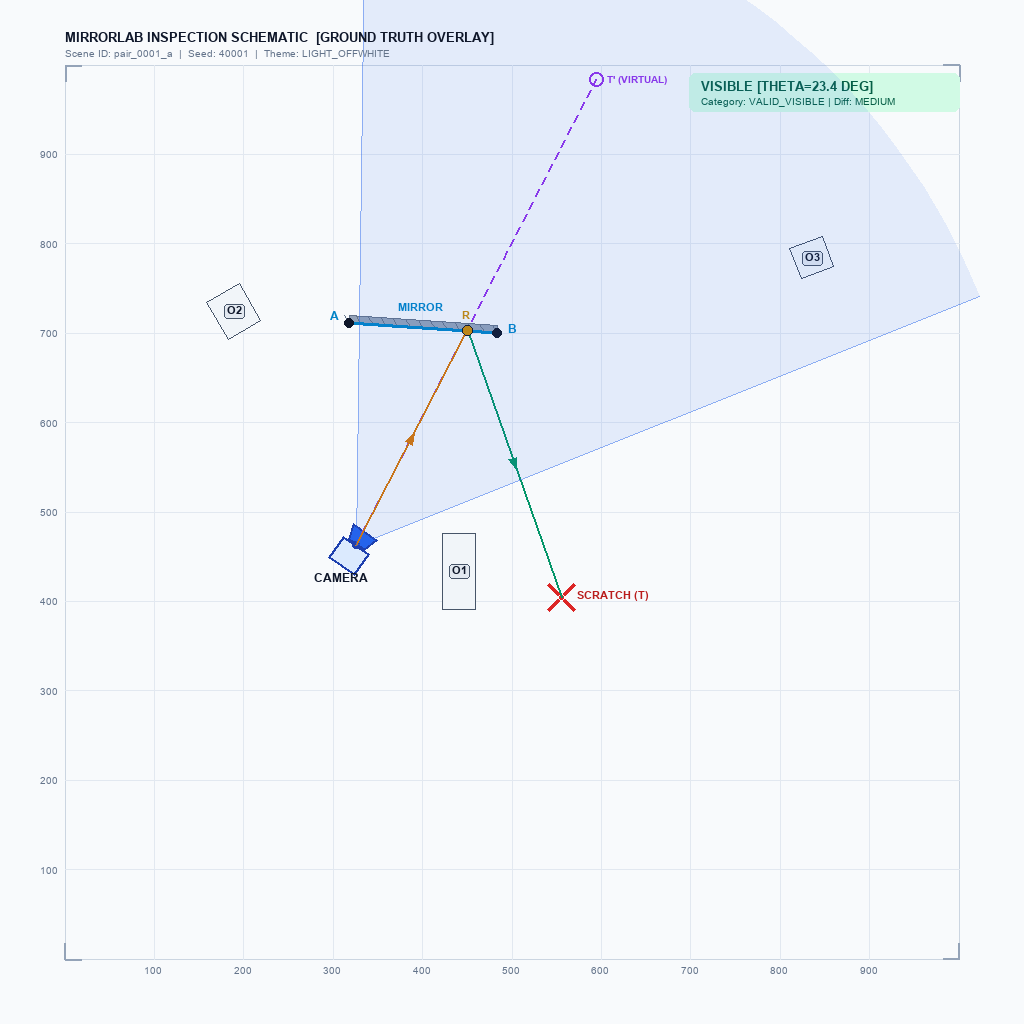 MIRRORLAB INSPECTION SCHEMATIC  [GROUND TRUTH OVERLAY]
Scene ID: pair_0001_a  |  Seed: 40001  |  Theme: LIGHT_OFFWHITE
T' (VIRTUAL)
VISIBLE [THETA=23.4 DEG]
Category: VALID_VISIBLE | Diff: MEDIUM
900
800
O3
O2
MIRROR
A
R
B
700
600
500
CAMERA
O1
400
SCRATCH (T)
300
200
100
100 200 300 400 500 600 700 800 900